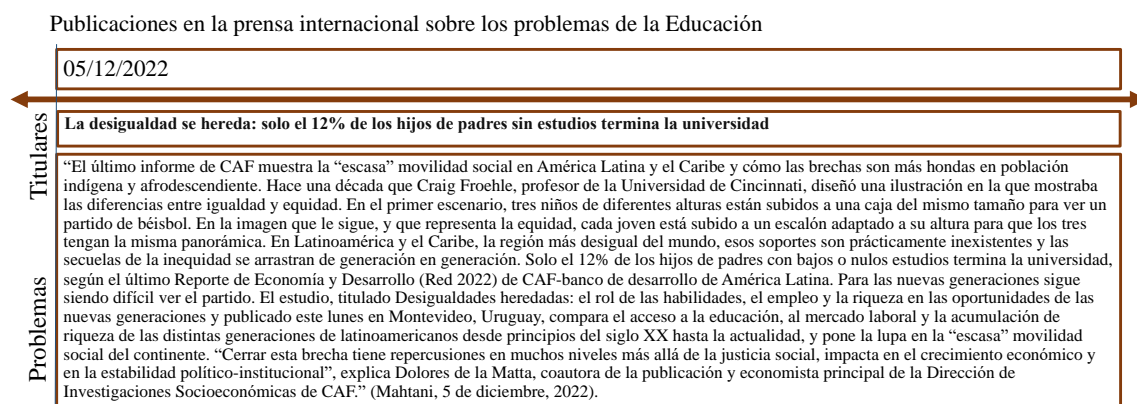 Publicaciones en la prensa internacional sobre los problemas de la Educación
05/12/2022
Titulares
La desigualdad se hereda: solo el 12% de los hijos de padres sin estudios termina la universidad
Problemas
“El último informe de CAF muestra la “escasa” movilidad social en América Latina y el Caribe y cómo las brechas son más hondas en población
indígena y afrodescendiente. Hace una década que Craig Froehle, profesor de la Universidad de Cincinnati, diseñó una ilustración en la que mostraba
las diferencias entre igualdad y equidad. En el primer escenario, tres niños de diferentes alturas están subidos a una caja del mismo tamaño para ver un
partido de béisbol. En la imagen que le sigue, y que representa la equidad, cada joven está subido a un escalón adaptado a su altura para que los tres
tengan la misma panorámica. En Latinoamérica y el Caribe, la región más desigual del mundo, esos soportes son prácticamente inexistentes y las
secuelas de la inequidad se arrastran de generación en generación. Solo el 12% de los hijos de padres con bajos o nulos estudios termina la universidad,
según el último Reporte de Economía y Desarrollo (Red 2022) de CAF-banco de desarrollo de América Latina. Para las nuevas generaciones sigue
siendo difícil ver el partido. El estudio, titulado Desigualdades heredadas: el rol de las habilidades, el empleo y la riqueza en las oportunidades de las
nuevas generaciones y publicado este lunes en Montevideo, Uruguay, compara el acceso a la educación, al mercado laboral y la acumulación de
riqueza de las distintas generaciones de latinoamericanos desde principios del siglo XX hasta la actualidad, y pone la lupa en la “escasa” movilidad
social del continente. “Cerrar esta brecha tiene repercusiones en muchos niveles más allá de la justicia social, impacta en el crecimiento económico y
en la estabilidad político-institucional”, explica Dolores de la Matta, coautora de la publicación y economista principal de la Dirección de
Investigaciones Socioeconómicas de CAF.” (Mahtani, 5 de diciembre, 2022).